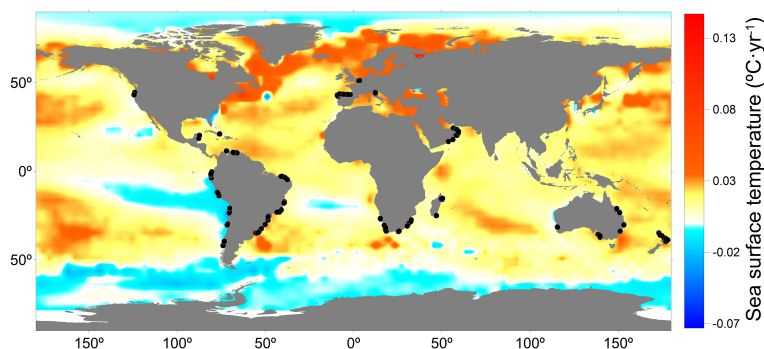 50º
0º
50º
150º 100º 50º 0º 50º 100º 150º
0.13
0.08
0.03
-0.02
-0.07
Sea surface temperature (ºC·yr⁻¹)